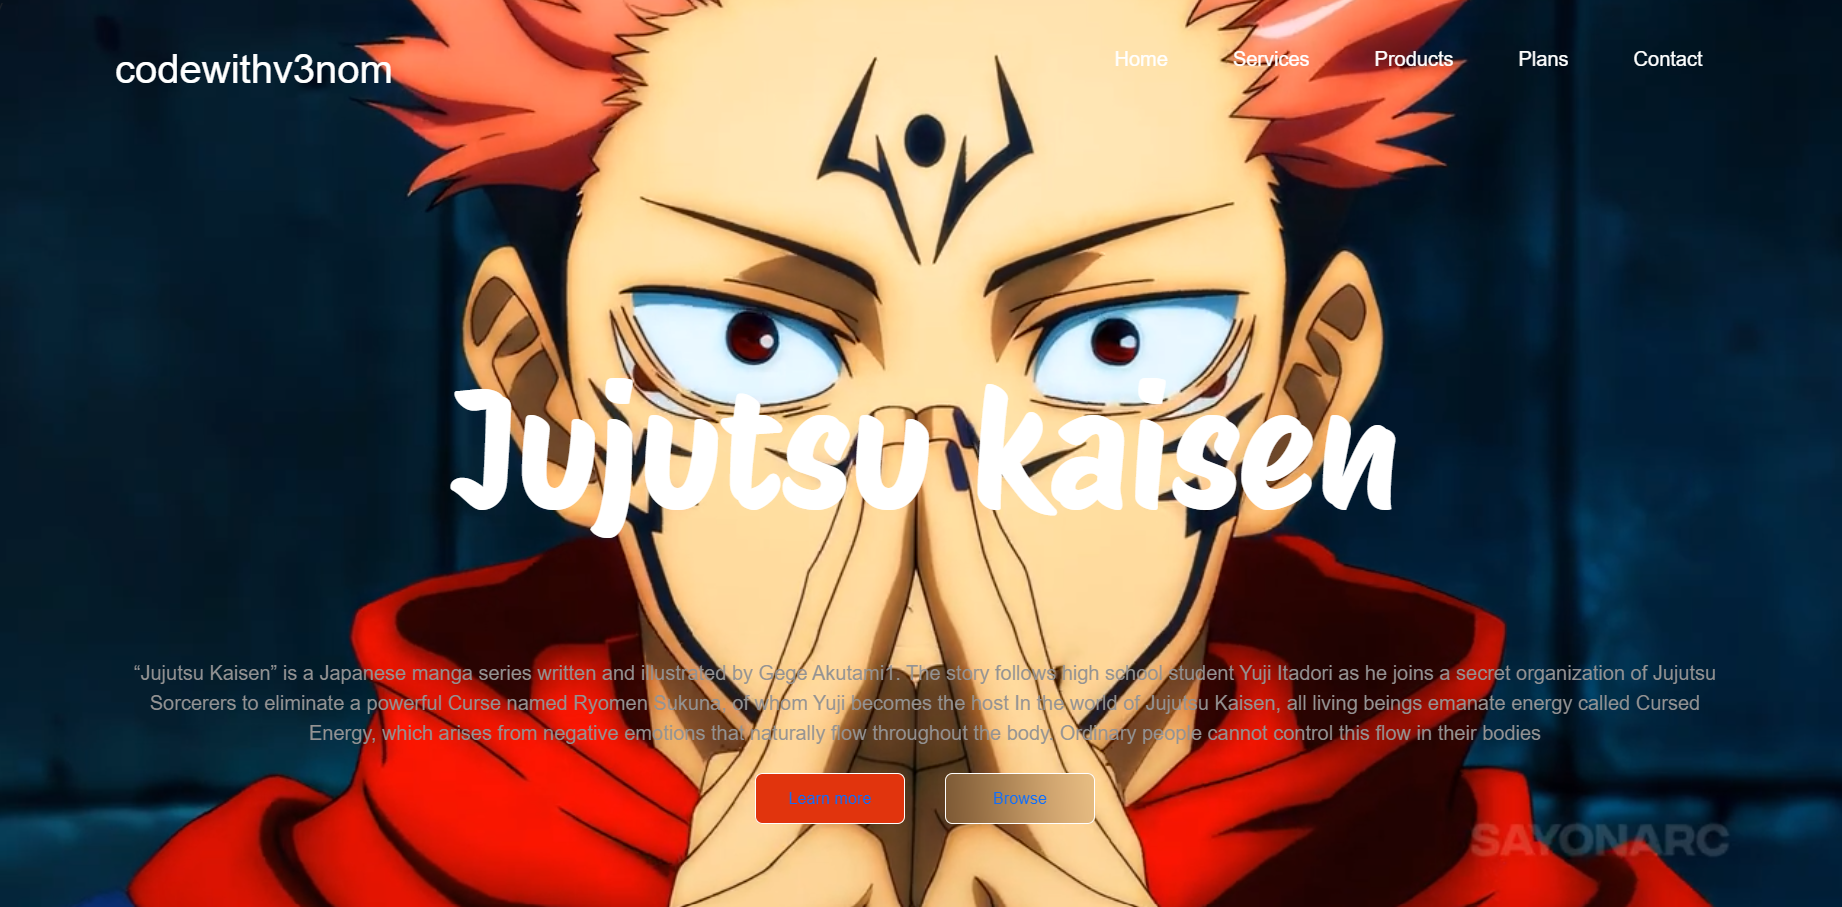 codewithv3nom
Home Services Products Plans Contact
Jujutsu kaisen
“Jujutsu Kaisen” is a Japanese manga series written and illustrated by Gege Akutami1. The story follows high school student Yuji Itadori as he joins a secret organization of Jujutsu
Sorcerers to eliminate a powerful Curse named Ryomen Sukuna, of whom Yuji becomes the host In the world of Jujutsu Kaisen, all living beings emanate energy called Cursed
Energy, which arises from negative emotions that naturally flow throughout the body. Ordinary people cannot control this flow in their bodies
Learn more Browse
SAYONARC